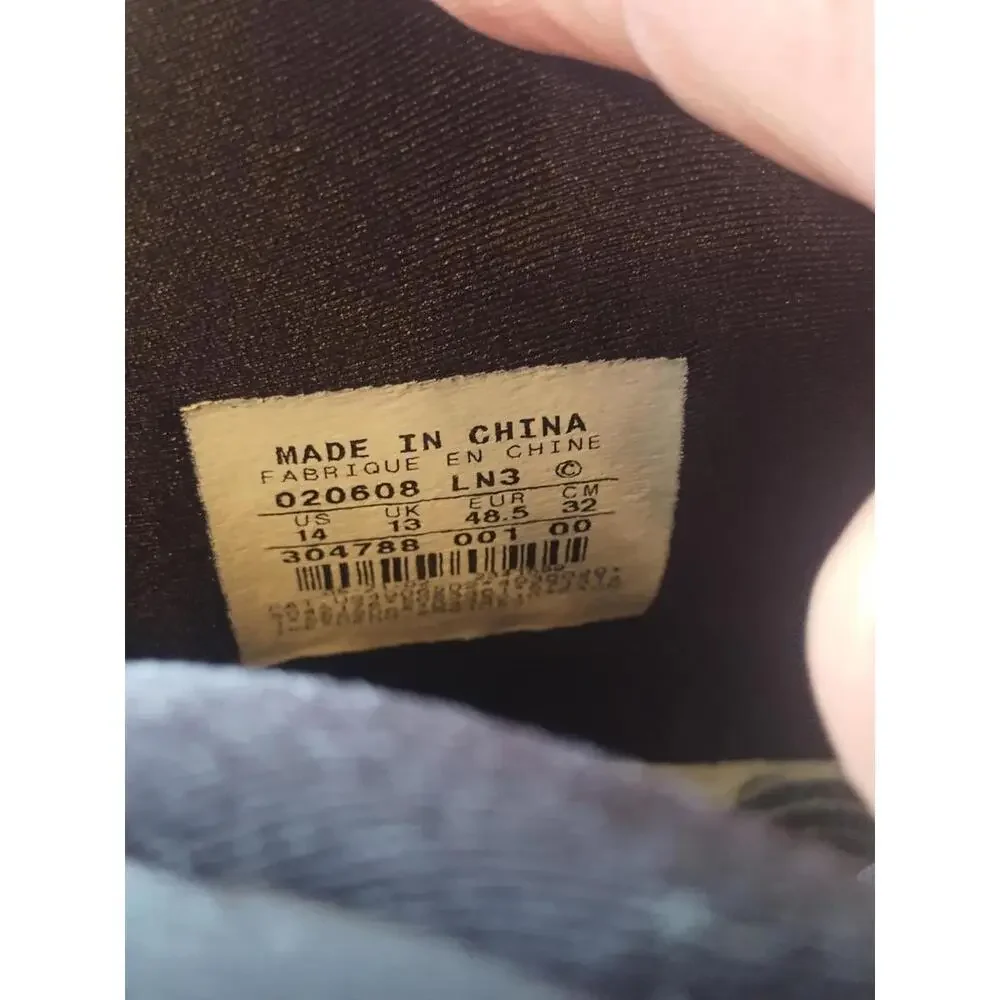 MADE IN CHINA
FABRIQUE EN CHINE
020608 LN3 ©
US UK EUR CM
14 13 48.5 32
304788 001 00